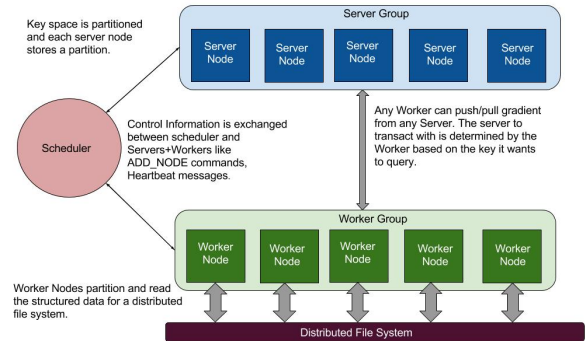 Key space is partitioned
and each server node
stores a partition.
Server Group
Server
Node
Server
Node
Server
Node
Server
Node
Server
Node
Scheduler
Control Information is exchanged
between scheduler and
Servers+Workers like
ADD_NODE commands,
Heartbeat messages.
Any Worker can push/pull gradient
from any Server. The server to
transact with is determined by the
Worker based on the key it wants
to query.
Worker Group
Worker
Node
Worker
Node
Worker
Node
Worker
Node
Worker
Node
Worker Nodes partition and read
the structured data for a distributed
file system.
Distributed File System